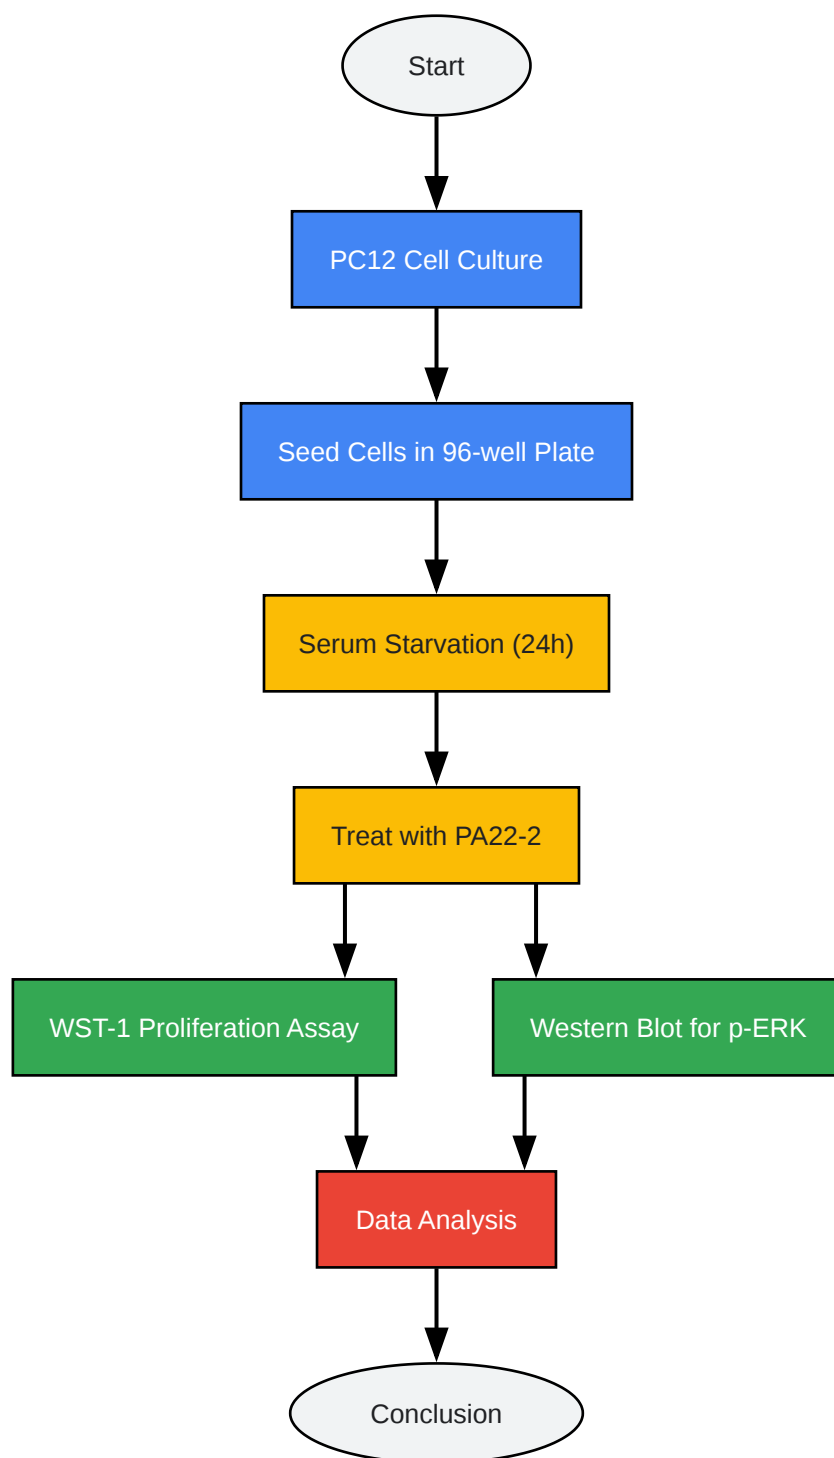 Start
PC12 Cell Culture
Seed Cells in 96-well Plate
Serum Starvation (24h)
Treat with PA22-2
WST-1 Proliferation Assay
Western Blot for p-ERK
Data Analysis
Conclusion